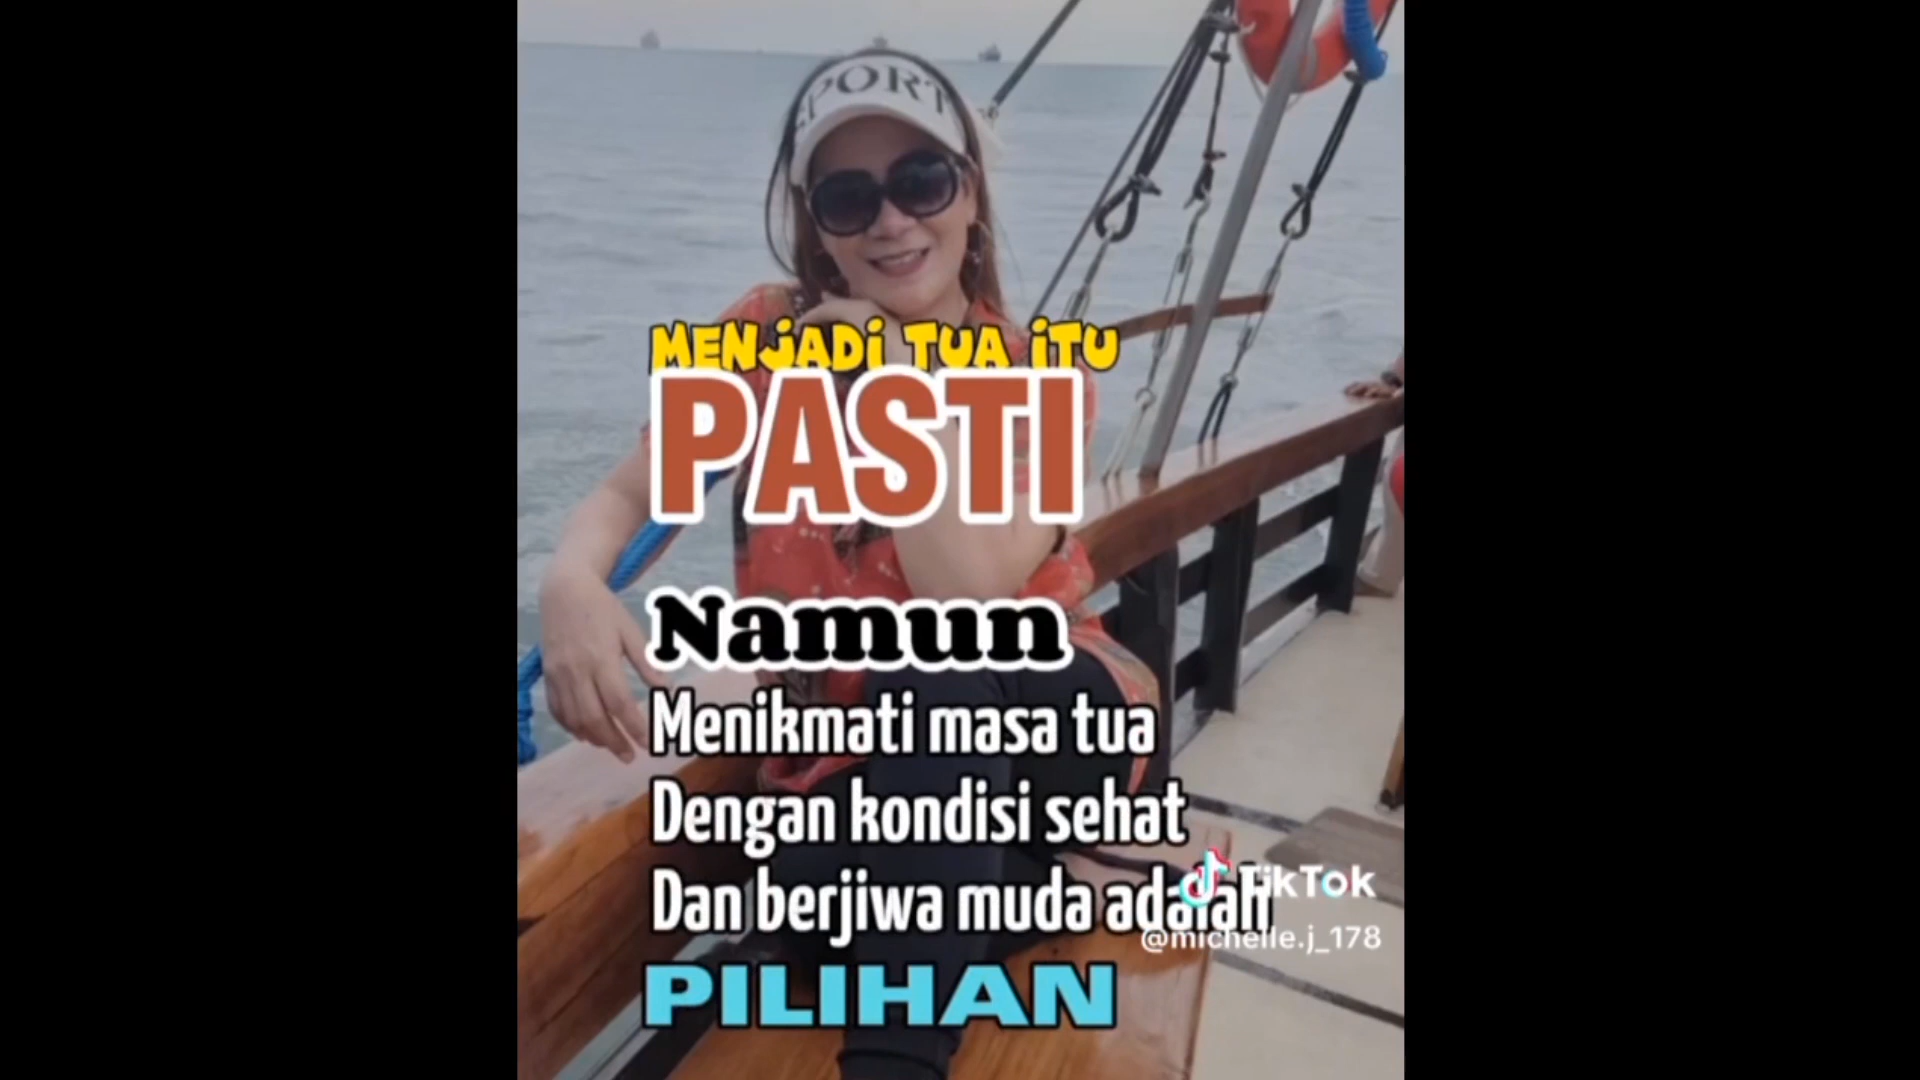 SPORT
MENJADI TUA ITU
PASTI
Namun
Menikmati masa tua
Dengan kondisi sehat
Dan berjiwa muda adalah
TikTok
@michelle.j_178
PILIHAN